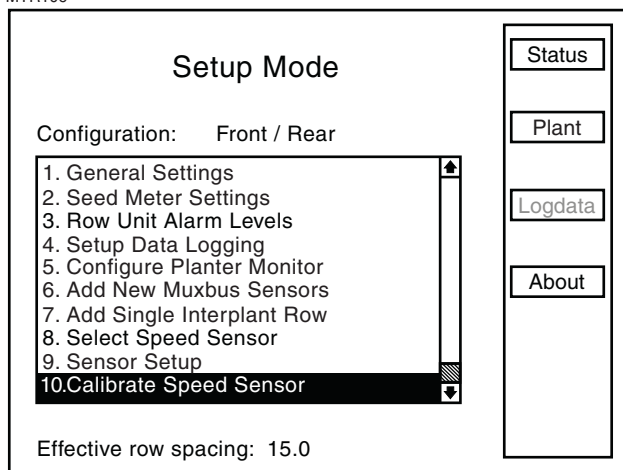 Setup Mode
Configuration: Front / Rear
1. General Settings
2. Seed Meter Settings
3. Row Unit Alarm Levels
4. Setup Data Logging
5. Configure Planter Monitor
6. Add New Muxbus Sensors
7. Add Single Interplant Row
8. Select Speed Sensor
9. Sensor Setup
10.Calibrate Speed Sensor
Effective row spacing: 15.0
Status
Plant
Logdata
About